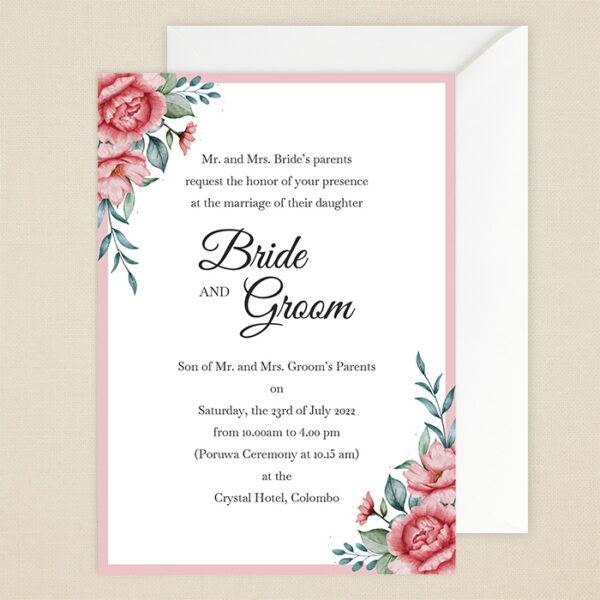 Mr. and Mrs. Bride's parents
request the honor of your presence
at the marriage of their daughter
Bride
AND Groom
Son of Mr. and Mrs. Groom's Parents
on
Saturday, the 23rd of July 2022
from 10.00am to 4.00 pm
(Poruwa Ceremony at 10.15 am)
at the
Crystal Hotel, Colombo